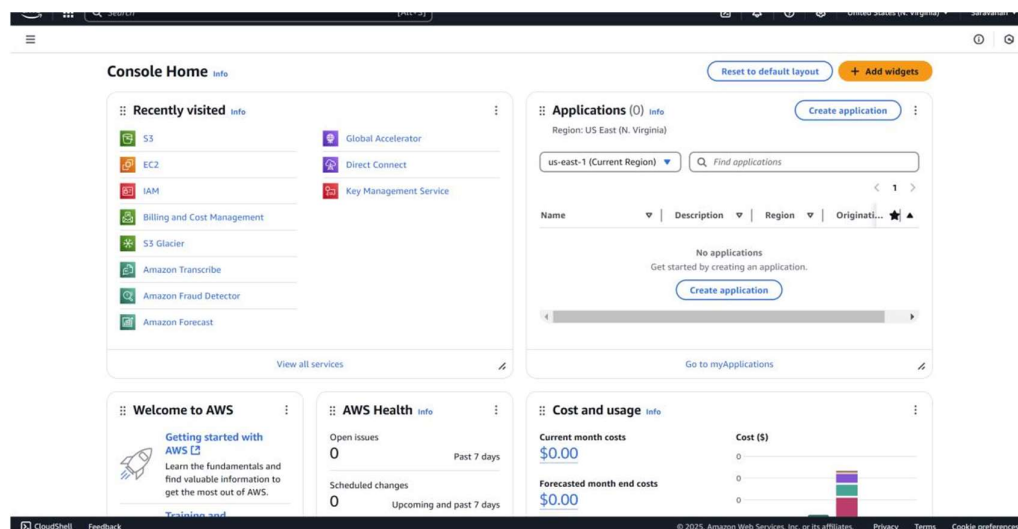 Search
[Alt+S]
United States (N. Virginia)
Saravanan
Console Home Info
Reset to default layout
+ Add widgets
Recently visited Info
S3
EC2
IAM
Billing and Cost Management
S3 Glacier
Amazon Transcribe
Amazon Fraud Detector
Amazon Forecast
Global Accelerator
Direct Connect
Key Management Service
View all services
Applications (0) Info
Create application
Region: US East (N. Virginia)
us-east-1 (Current Region)
Find applications
1
Name
Description
Region
Originati...
No applications
Get started by creating an application.
Create application
Go to myApplications
Welcome to AWS
Getting started with
AWS
Learn the fundamentals and
find valuable information to
get the most out of AWS.
Training and
AWS Health Info
Open issues
0
Past 7 days
Scheduled changes
0
Upcoming and past 7 days
Cost and usage Info
Current month costs
$0.00
Forecasted month end costs
$0.00
Cost ($)
0
0
0
CloudShell
Feedback
© 2025, Amazon Web Services, Inc. or its affiliates.
Privacy
Terms
Cookie preferences